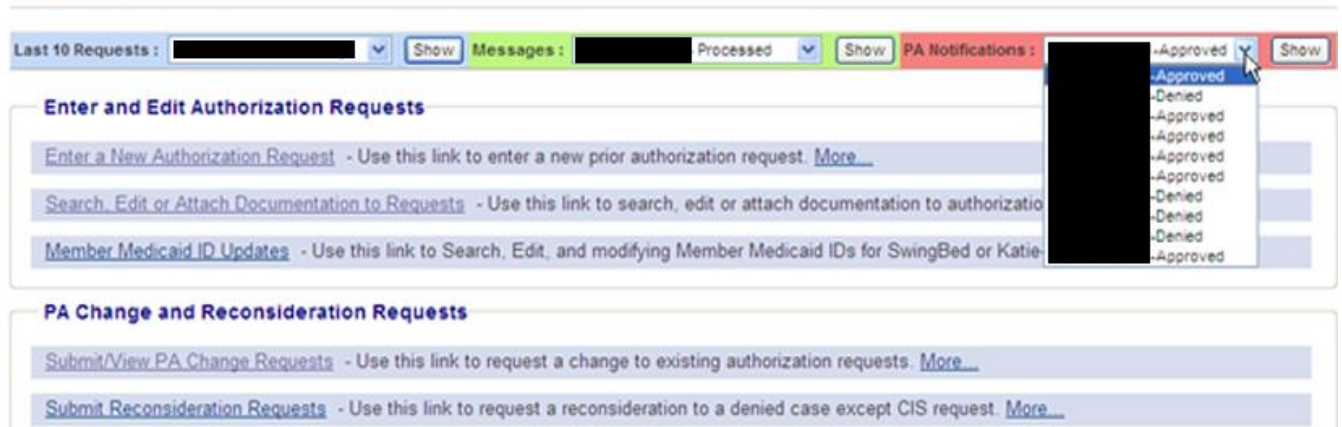 Last 10 Requests : Show Messages : Processed Show PA Notifications : -Approved Show
-Approved
-Denied
-Approved
-Approved
-Approved
-Approved
-Denied
-Denied
-Denied
-Approved
Enter and Edit Authorization Requests
Enter a New Authorization Request - Use this link to enter a new prior authorization request. More...
Search, Edit or Attach Documentation to Requests - Use this link to search, edit or attach documentation to authorizatio
Member Medicaid ID Updates - Use this link to Search, Edit, and modifying Member Medicaid IDs for SwingBed or Katie-
PA Change and Reconsideration Requests
Submit/View PA Change Requests - Use this link to request a change to existing authorization requests. More...
Submit Reconsideration Requests - Use this link to request a reconsideration to a denied case except CIS request. More...